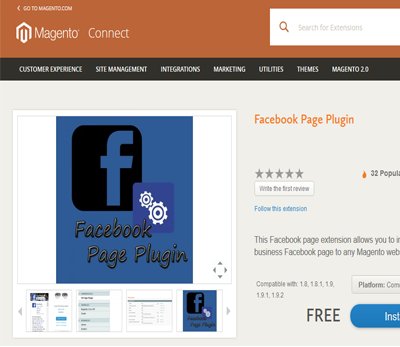 GO TO MAGENTO.COM
Magento Connect
Search for Extensions
CUSTOMER EXPERIENCE SITE MANAGEMENT INTEGRATIONS MARKETING UTILITIES THEMES MAGENTO 2.0
Facebook Page Plugin
f
Facebook
Page Plugin
32 Popula
Write the first review
Follow this extension
This Facebook page extension allows you to in
business Facebook page to any Magento webs
Compatible with: 1.8, 1.8.1, 1.9,
1.9.1, 1.9.2
Platform: Com
FREE
Inst